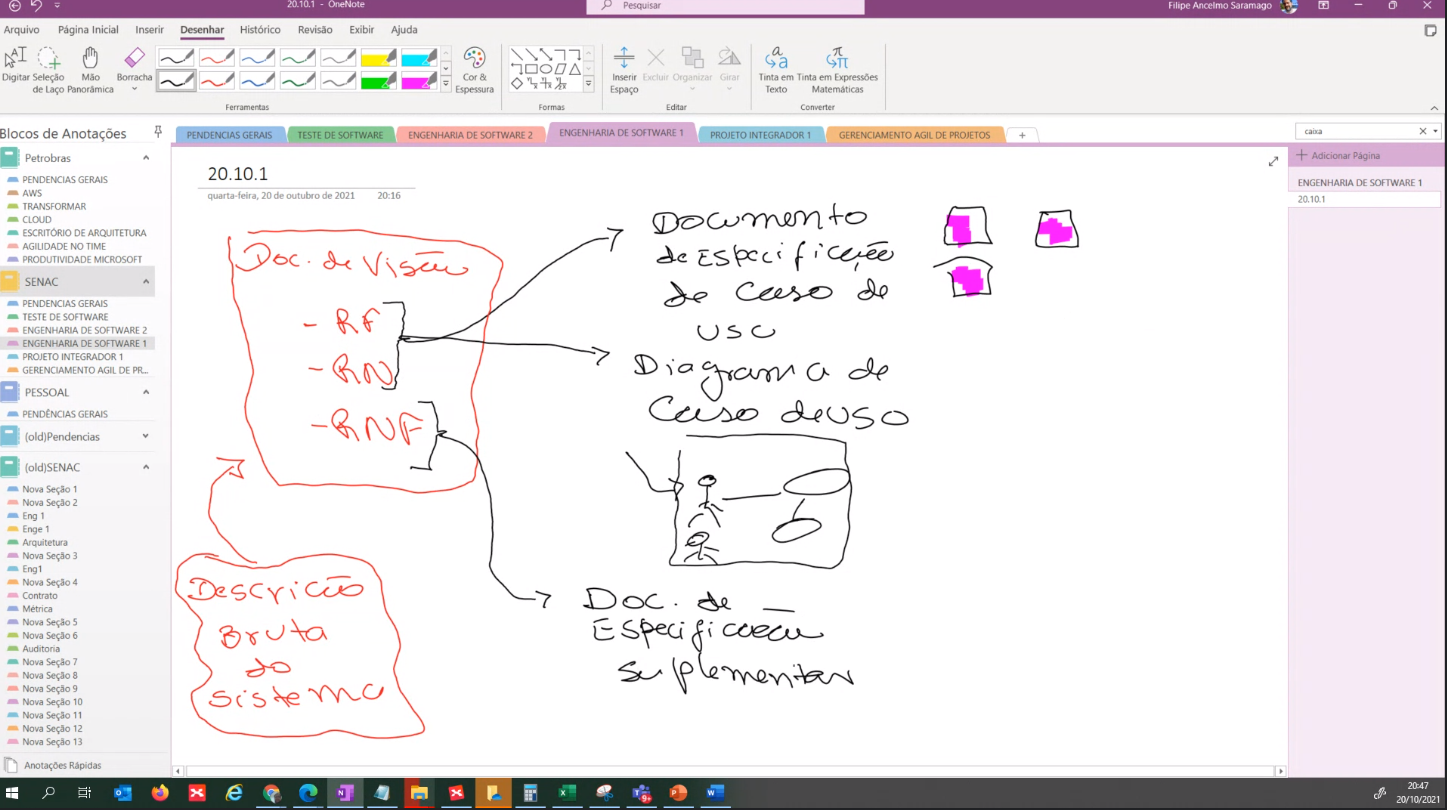 20.10.1 - OneNote
Pesquisar
Filipe Ancelmo Saramago
Arquivo Página Inicial Inserir Desenhar Histórico Revisão Exibir Ajuda
Digitar
Seleção de Laço
Mão Panorâmica
Borracha
Cor & Espessura
Inserir Espaço
Excluir
Organizar
Girar
Tinta em Texto
Tinta em Expressões Matemáticas
Ferramentas
Formas
Editar
Converter
Blocos de Anotações
PENDENCIAS GERAIS
TESTE DE SOFTWARE
ENGENHARIA DE SOFTWARE 2
ENGENHARIA DE SOFTWARE 1
PROJETO INTEGRADOR 1
GERENCIAMENTO AGIL DE PROJETOS
+
caixa
Petrobras
PENDENCIAS GERAIS
AWS
TRANSFORMAR
CLOUD
ESCRITÓRIO DE ARQUITETURA
AGILIDADE NO TIME
PRODUTIVIDADE MICROSOFT
SENAC
PENDENCIAS GERAIS
TESTE DE SOFTWARE
ENGENHARIA DE SOFTWARE 2
ENGENHARIA DE SOFTWARE 1
PROJETO INTEGRADOR 1
GERENCIAMENTO AGIL DE PR...
PESSOAL
PENDÊNCIAS GERAIS
(old)Pendencias
(old)SENAC
Nova Seção 1
Nova Seção 2
Eng 1
Enge 1
Arquitetura
Nova Seção 3
Eng1
Nova Seção 4
Contrato
Métrica
Nova Seção 5
Nova Seção 6
Auditoria
Nova Seção 7
Nova Seção 8
Nova Seção 9
Nova Seção 10
Nova Seção 11
Nova Seção 12
Nova Seção 13
Anotações Rápidas
20.10.1
quarta-feira, 20 de outubro de 2021 20:16
Doc. de Visão
- RF
- RN
- RNF
Descrição
Bruta
do
sistema
Documento
de Especificação
de Caso de
uso
Diagrama de
Caso de uso
Doc. de
Especificação
suplementar
Adicionar Página
ENGENHARIA DE SOFTWARE 1
20.10.1
20:47
20/10/2021